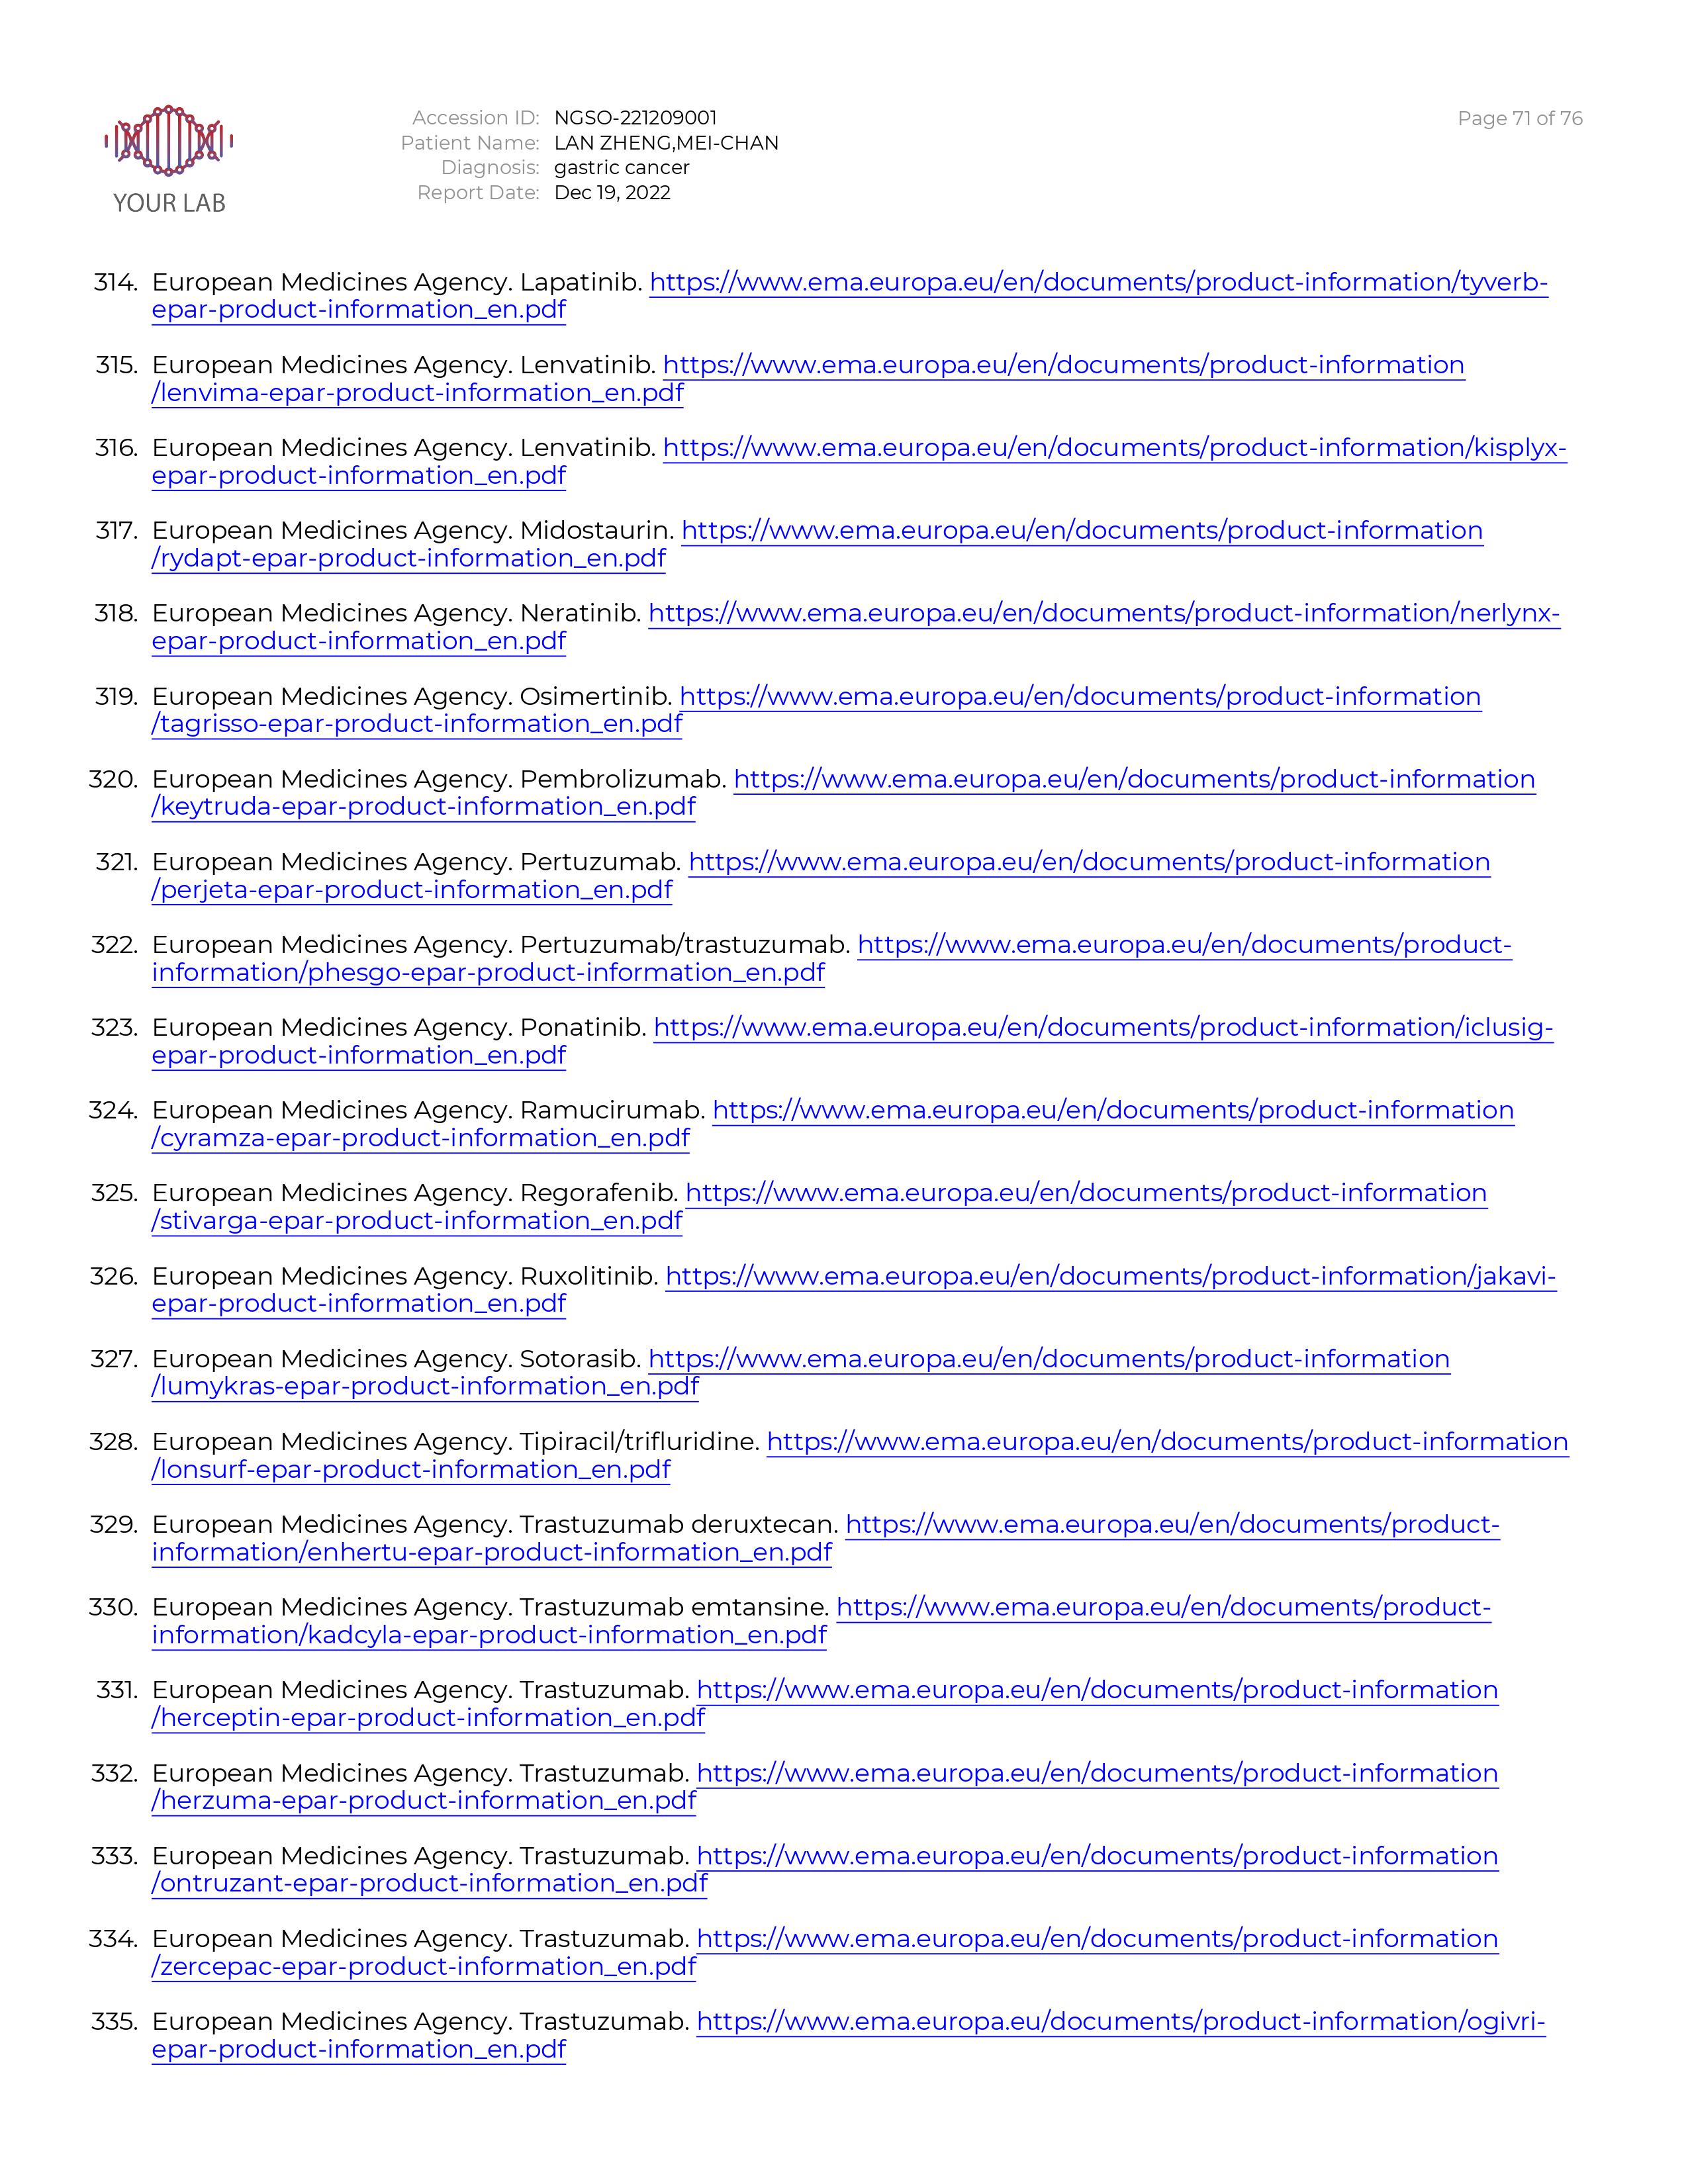 YOUR LAB
Accession ID: NGSO-221209001
Patient Name: LAN ZHENG,MEI-CHAN
Diagnosis: gastric cancer
Report Date: Dec 19, 2022
Page 71 of 76
314. European Medicines Agency. Lapatinib. https://www.ema.europa.eu/en/documents/product-information/tyverb-
epar-product-information_en.pdf
315. European Medicines Agency. Lenvatinib. https://www.ema.europa.eu/en/documents/product-information
/lenvima-epar-product-information_en.pdf
316. European Medicines Agency. Lenvatinib. https://www.ema.europa.eu/en/documents/product-information/kisplyx-
epar-product-information_en.pdf
317. European Medicines Agency. Midostaurin. https://www.ema.europa.eu/en/documents/product-information
/rydapt-epar-product-information_en.pdf
318. European Medicines Agency. Neratinib. https://www.ema.europa.eu/en/documents/product-information/nerlynx-
epar-product-information_en.pdf
319. European Medicines Agency. Osimertinib. https://www.ema.europa.eu/en/documents/product-information
/tagrisso-epar-product-information_en.pdf
320. European Medicines Agency. Pembrolizumab. https://www.ema.europa.eu/en/documents/product-information
/keytruda-epar-product-information_en.pdf
321. European Medicines Agency. Pertuzumab. https://www.ema.europa.eu/en/documents/product-information
/perjeta-epar-product-information_en.pdf
322. European Medicines Agency. Pertuzumab/trastuzumab. https://www.ema.europa.eu/en/documents/product-
information/phesgo-epar-product-information_en.pdf
323. European Medicines Agency. Ponatinib. https://www.ema.europa.eu/en/documents/product-information/iclusig-
epar-product-information_en.pdf
324. European Medicines Agency. Ramucirumab. https://www.ema.europa.eu/en/documents/product-information
/cyramza-epar-product-information_en.pdf
325. European Medicines Agency. Regorafenib. https://www.ema.europa.eu/en/documents/product-information
/stivarga-epar-product-information_en.pdf
326. European Medicines Agency. Ruxolitinib. https://www.ema.europa.eu/en/documents/product-information/jakavi-
epar-product-information_en.pdf
327. European Medicines Agency. Sotorasib. https://www.ema.europa.eu/en/documents/product-information
/lumykras-epar-product-information_en.pdf
328. European Medicines Agency. Tipiracil/trifluridine. https://www.ema.europa.eu/en/documents/product-information
/lonsurf-epar-product-information_en.pdf
329. European Medicines Agency. Trastuzumab deruxtecan. https://www.ema.europa.eu/en/documents/product-
information/enhertu-epar-product-information_en.pdf
330. European Medicines Agency. Trastuzumab emtansine. https://www.ema.europa.eu/en/documents/product-
information/kadcyla-epar-product-information_en.pdf
331. European Medicines Agency. Trastuzumab. https://www.ema.europa.eu/en/documents/product-information
/herceptin-epar-product-information_en.pdf
332. European Medicines Agency. Trastuzumab. https://www.ema.europa.eu/en/documents/product-information
/herzuma-epar-product-information_en.pdf
333. European Medicines Agency. Trastuzumab. https://www.ema.europa.eu/en/documents/product-information
/ontruzant-epar-product-information_en.pdf
334. European Medicines Agency. Trastuzumab. https://www.ema.europa.eu/en/documents/product-information
/zercepac-epar-product-information_en.pdf
335. European Medicines Agency. Trastuzumab. https://www.ema.europa.eu/documents/product-information/ogivri-
epar-product-information_en.pdf